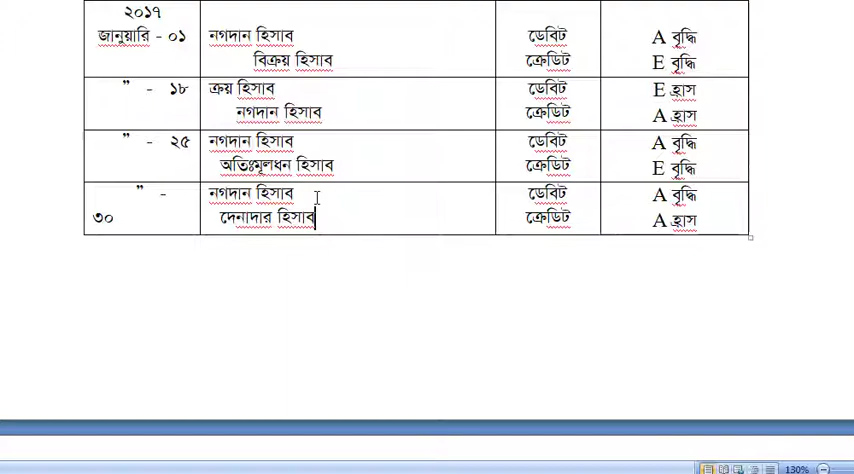 ২০১৭
জানুয়ারি - ০১ নগদান হিসাব ডেবিট A বৃদ্ধি
বিক্রয় হিসাব ক্রেডিট E বৃদ্ধি
” - ১৮ ক্রয় হিসাব ডেবিট E হ্রাস
নগদান হিসাব ক্রেডিট A হ্রাস
” - ২৫ নগদান হিসাব ডেবিট A বৃদ্ধি
অতিঃমূলধন হিসাব ক্রেডিট E বৃদ্ধি
” - নগদান হিসাব ডেবিট A বৃদ্ধি
৩০ দেনাদার হিসাব ক্রেডিট A হ্রাস
130%